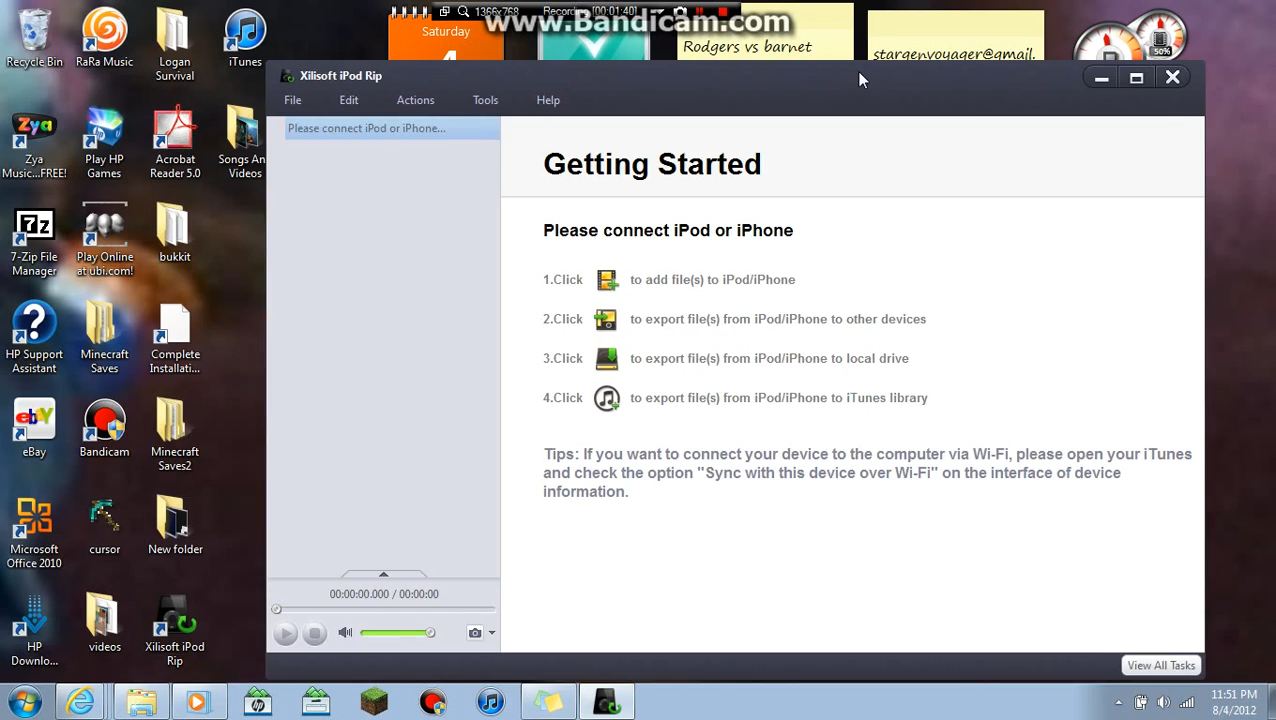 1366x768
Recording [00:01:40]
www.Bandicam.com
Saturday
Rodgers vs barnet
stargenvoyager@gmail.
50%
Recycle Bin
RaRa Music
Logan
Survival
iTunes
Zya
Music...FREE!
Play HP
Games
Acrobat
Reader 5.0
Songs An
Videos
7-Zip File
Manager
Play Online
at ubi.com!
bukkit
HP Support
Assistant
Minecraft
Saves
Complete
Installati...
eBay
Bandicam
Minecraft
Saves2
Microsoft
Office 2010
cursor
New folder
HP
Downlo...
videos
Xilisoft iPod
Rip
Xilisoft iPod Rip
File Edit Actions Tools Help
Please connect iPod or iPhone...
Getting Started
Please connect iPod or iPhone
1.Click to add file(s) to iPod/iPhone
2.Click to export file(s) from iPod/iPhone to other devices
3.Click to export file(s) from iPod/iPhone to local drive
4.Click to export file(s) from iPod/iPhone to iTunes library
Tips: If you want to connect your device to the computer via Wi-Fi, please open your iTunes
and check the option "Sync with this device over Wi-Fi" on the interface of device
information.
00:00:00.000 / 00:00:00
View All Tasks
11:51 PM
8/4/2012